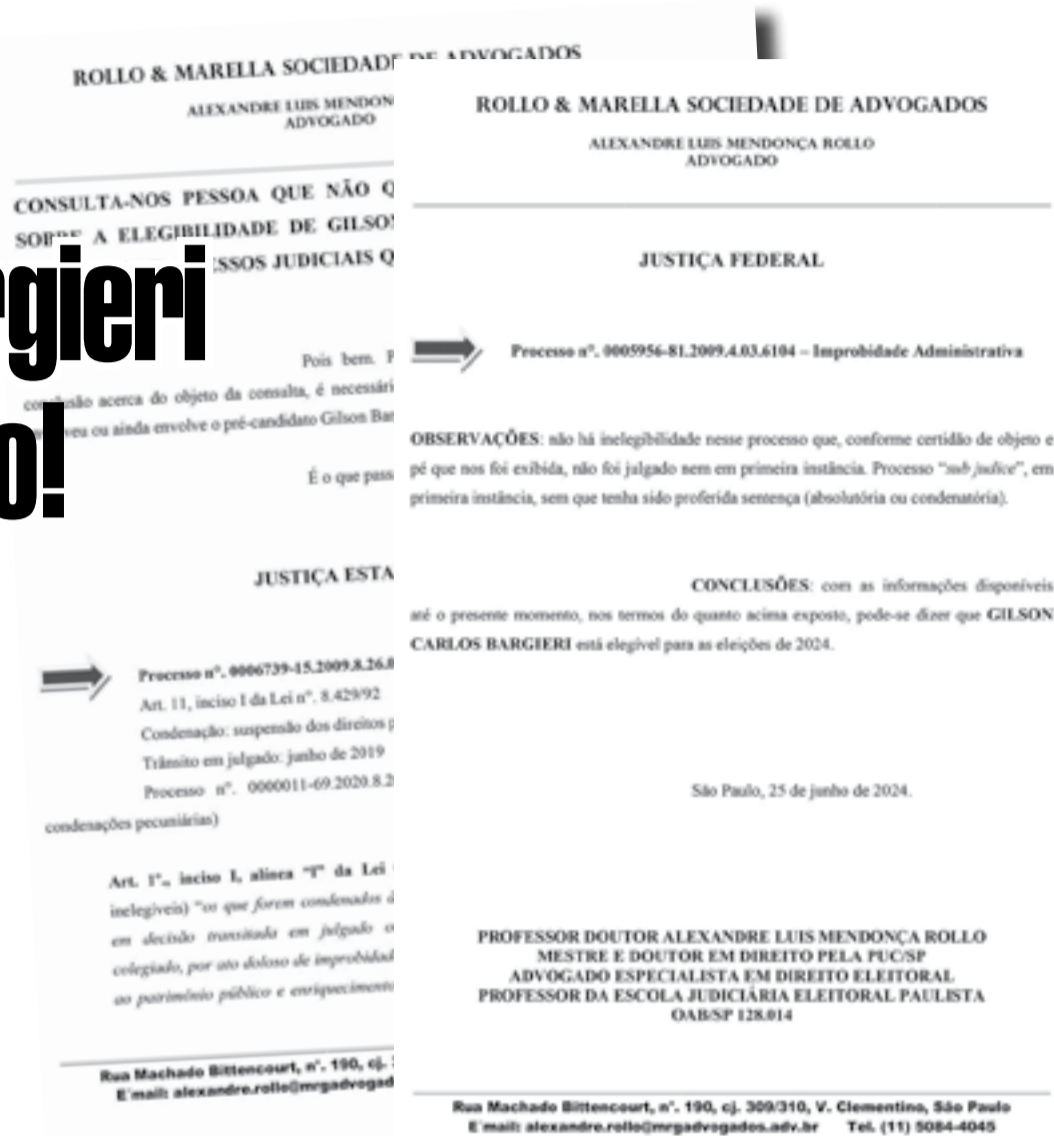 ROLLO & MARELLA SOCIEDADE DE ADVOGADOS
ALEXANDRE LUIS MENDON
ADVOGADO
CONSULTA-NOS PESSOA QUE NÃO Q
A ELEGIBILIDADE DE GILSO
SSOS JUDICIAIS Q
rgieri
o!
Pois bem. P
acerca do objeto da consulta, é necessári
ou ainda envolve o pré-candidato Gilson Bar
É o que pass
JUSTIÇA ESTA
Processo nº. 0006739-15.2009.8.26.0
Art. 11, inciso I da Lei nº. 8.429/92
Condenação: suspensão dos direitos p
Trânsito em julgado: junho de 2019
Processo nº. 0000011-69.2020.8.2
condenações pecuniárias)
Art. 1º., inciso I, alínea "l" da Lei
inelegíveis) "os que forem condenados à
em decisão transitada em julgado o
colegiado, por ato doloso de improbidad
ao patrimônio público e enriquecimento
Rua Machado Bittencourt, nº. 190, cj.
E´mail: alexandre.rollo@mrgadvogad
ROLLO & MARELLA SOCIEDADE DE ADVOGADOS
ALEXANDRE LUIS MENDONÇA ROLLO
ADVOGADO
JUSTIÇA FEDERAL
Processo nº. 0005956-81.2009.4.03.6104 – Improbidade Administrativa
OBSERVAÇÕES: não há inelegibilidade nesse processo que, conforme certidão de objeto e
pé que nos foi exibida, não foi julgado nem em primeira instância. Processo "sub judice", em
primeira instância, sem que tenha sido proferida sentença (absolutória ou condenatória).
CONCLUSÕES: com as informações disponíveis
até o presente momento, nos termos do quanto acima exposto, pode-se dizer que GILSON
CARLOS BARGIERI está elegível para as eleições de 2024.
São Paulo, 25 de junho de 2024.
PROFESSOR DOUTOR ALEXANDRE LUIS MENDONÇA ROLLO
MESTRE E DOUTOR EM DIREITO PELA PUC/SP
ADVOGADO ESPECIALISTA EM DIREITO ELEITORAL
PROFESSOR DA ESCOLA JUDICIÁRIA ELEITORAL PAULISTA
OAB/SP 128.014
Rua Machado Bittencourt, nº. 190, cj. 309/310, V. Clementino, São Paulo
E´mail: alexandre.rollo@mrgadvogados.adv.br Tel. (11) 5084-4045